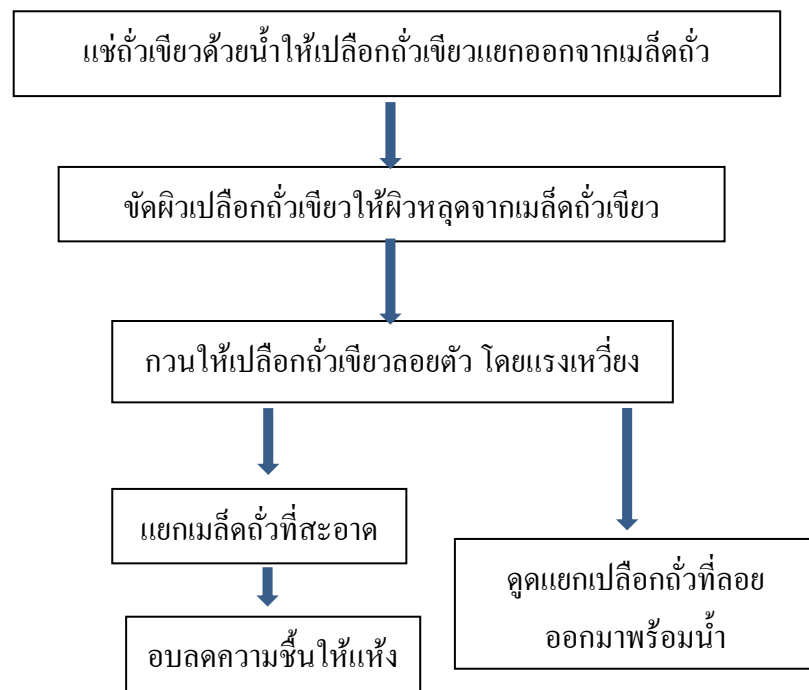 แช่ถั่วเขียวด้วยน้ำให้เปลือกถั่วเขียวแยกออกจากเมล็ดถั่ว
ขัดผิวเปลือกถั่วเขียวให้ผิวหลุดจากเมล็ดถั่วเขียว
กวนให้เปลือกถั่วเขียวลอยตัว โดยแรงเหวี่ยง
แยกเมล็ดถั่วที่สะอาด
อบลดความชื้นให้แห้ง
ดูดแยกเปลือกถั่วที่ลอย
ออกมาพร้อมน้ำ